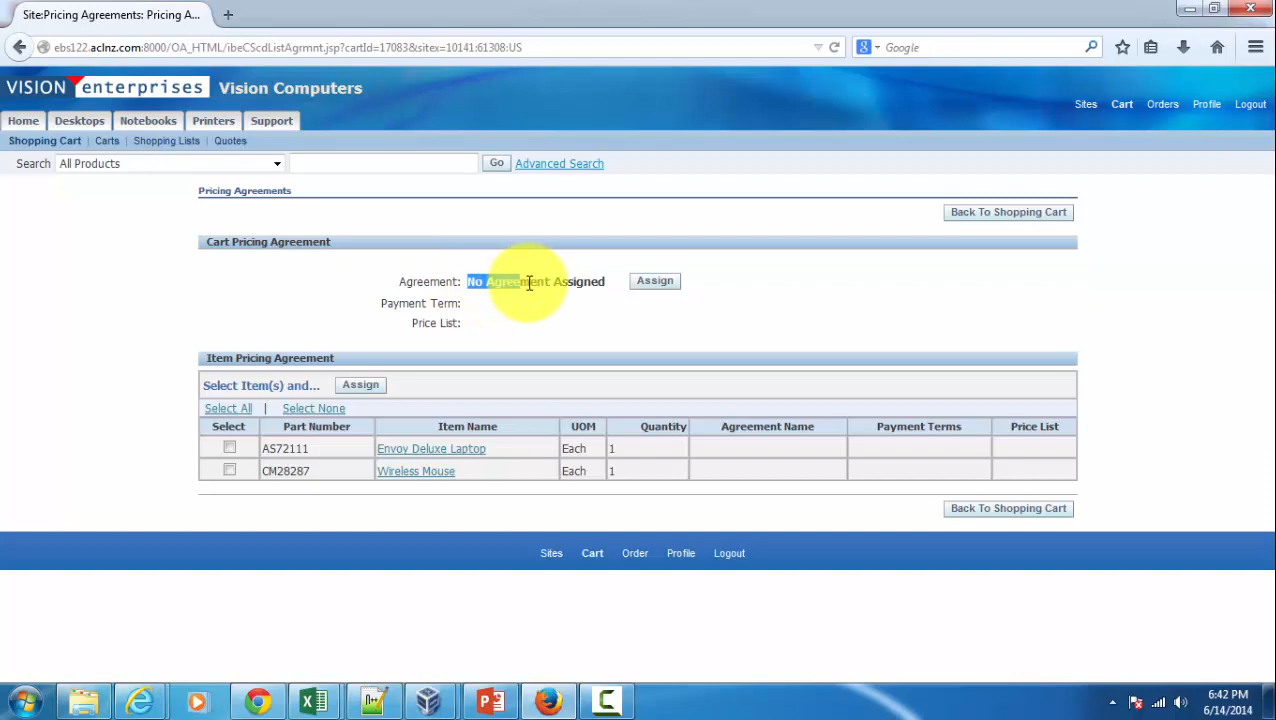 Site:Pricing Agreements: Pricing A...
ebs122.aclnz.com:8000/OA_HTML/ibeCScdListAgrmnt.jsp?cartId=17083&sitex=10141:61308:US
Google
VISION enterprises Vision Computers
Sites Cart Orders Profile Logout
Home Desktops Notebooks Printers Support
Shopping Cart Carts Shopping Lists Quotes
Search All Products Go Advanced Search
Pricing Agreements
Back To Shopping Cart
Cart Pricing Agreement
Agreement: No Agreement Assigned Assign
Payment Term:
Price List:
Item Pricing Agreement
Select Item(s) and... Assign
Select All | Select None
Select Part Number Item Name UOM Quantity Agreement Name Payment Terms Price List
AS72111 Envoy Deluxe Laptop Each 1
CM28287 Wireless Mouse Each 1
Back To Shopping Cart
Sites Cart Order Profile Logout
6:42 PM
6/14/2014